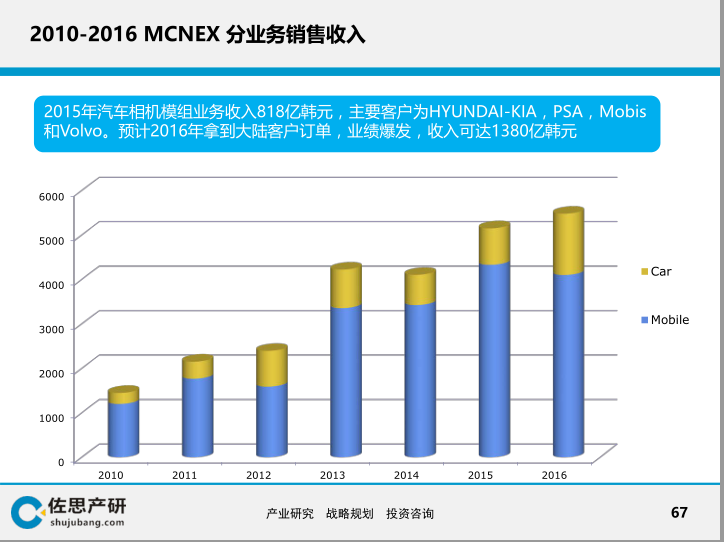 2010-2016 MCNEX 分业务销售收入
2015年汽车相机模组业务收入818亿韩元，主要客户为HYUNDAI-KIA，PSA，Mobis
和Volvo。预计2016年拿到大陆客户订单，业绩爆发，收入可达1380亿韩元
6000
5000
4000
3000
2000
1000
0
2010 2011 2012 2013 2014 2015 2016
Car
Mobile
佐思产研
shujubang.com
产业研究 战略规划 投资咨询
67